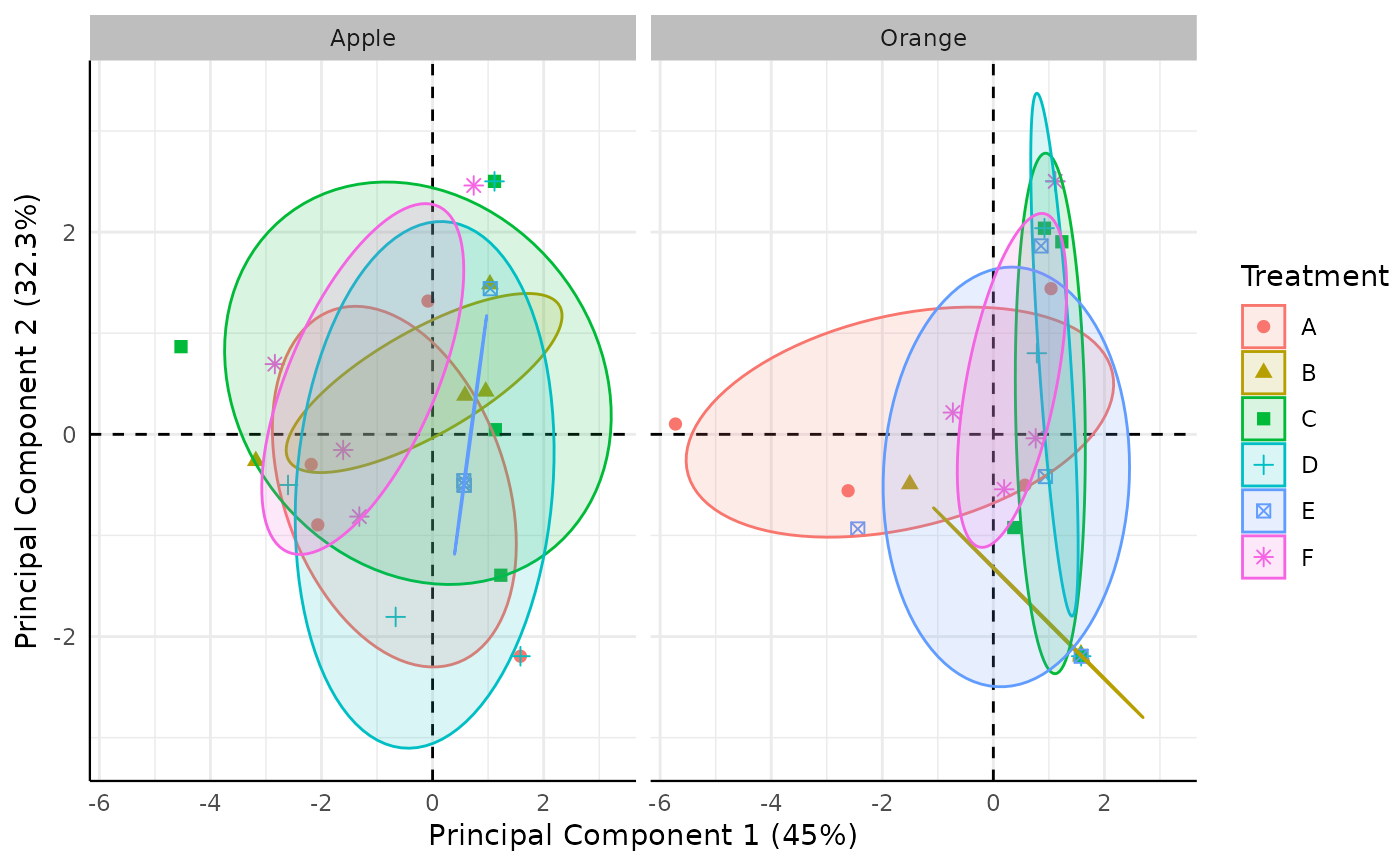 Apple Orange
Principal Component 2 (32.3%)
2
0
-2
-6 -4 -2 0 2 -6 -4 -2 0 2
Principal Component 1 (45%)
Treatment
A
B
C
D
E
F